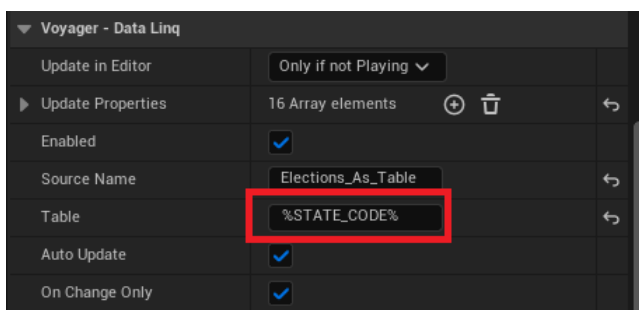 Voyager - Data Linq
Update in Editor Only if not Playing
Update Properties 16 Array elements
Enabled
Source Name Elections_As_Table
Table %STATE_CODE%
Auto Update
On Change Only